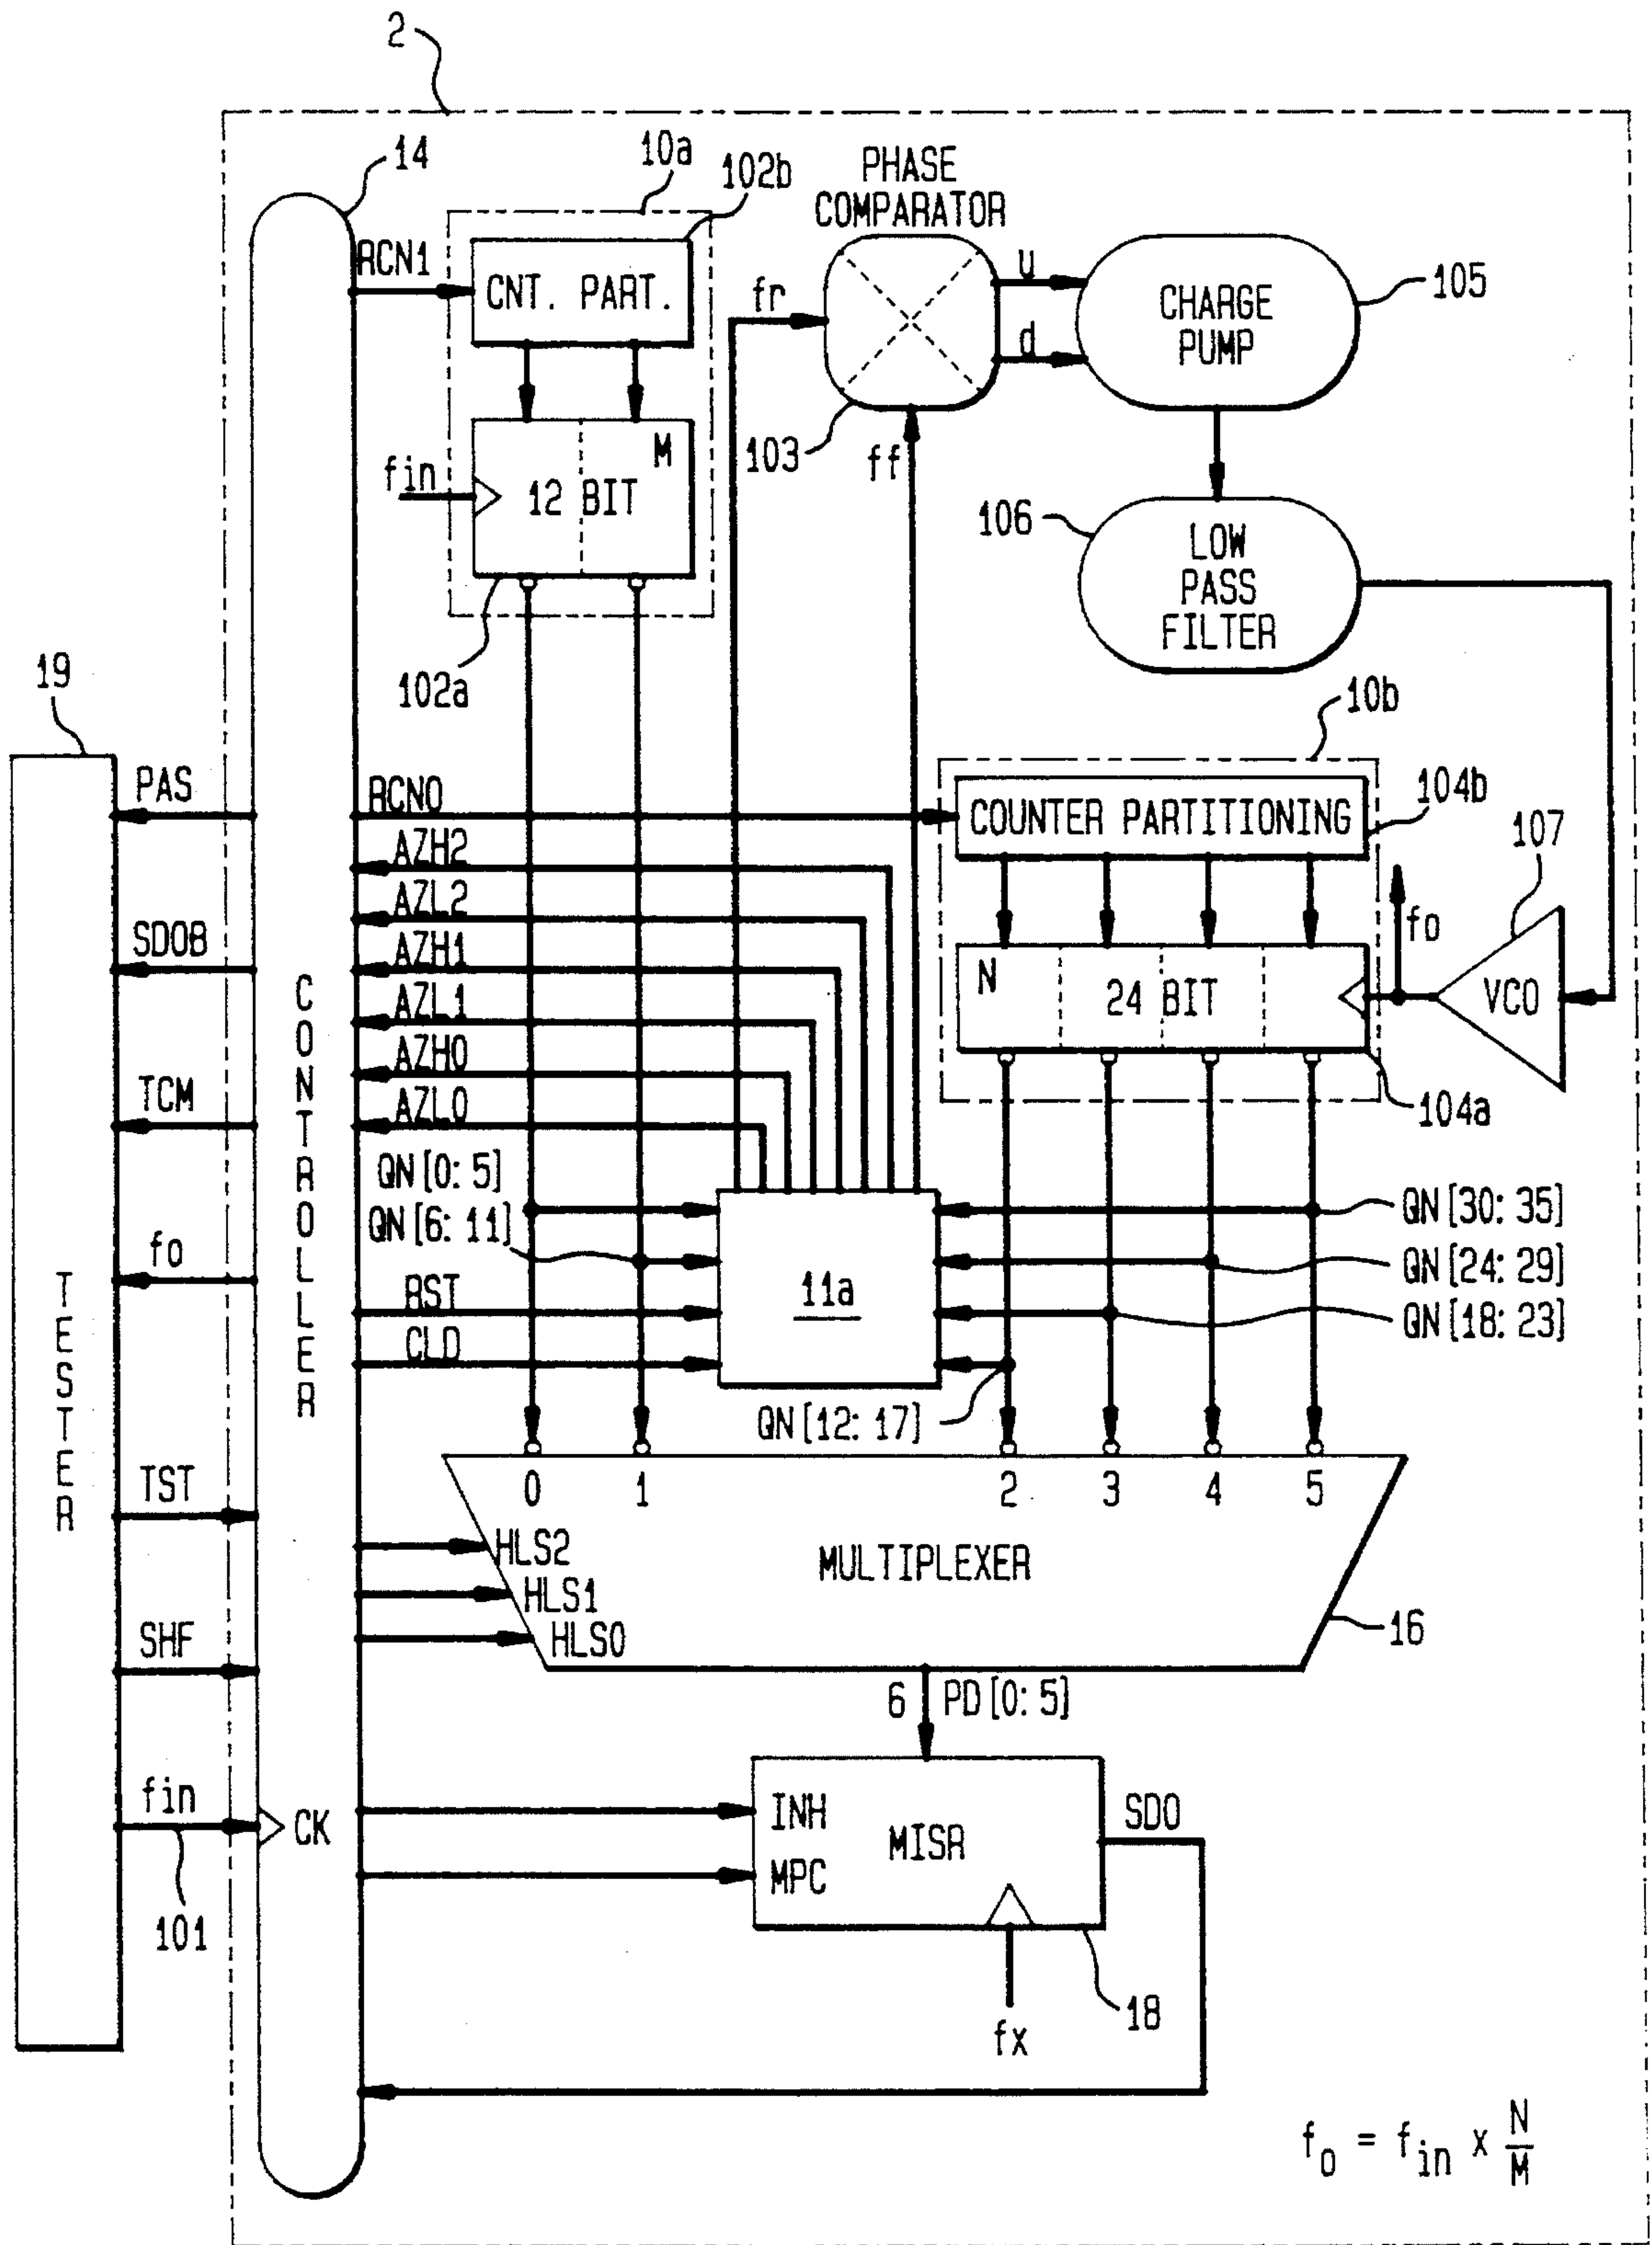 2
14
10a
102b
PHASE
COMPARATOR
RCN1
CNT. PART.
fr
u
d
CHARGE
PUMP
105
M
fin
12 BIT
103
ff
106
LOW
PASS
FILTER
102a
19
10b
PAS
RCN0
COUNTER PARTITIONING
104b
107
AZH2
AZL2
SDOB
AZH1
fo
N
24 BIT
VCO
AZL1
AZH0
TCM
AZL0
104a
QN [0: 5]
QN [6: 11]
QN [30: 35]
QN [24: 29]
QN [18: 23]
fo
RST
CLD
11a
QN [12: 17]
CONTROLLER
TESTER
TST
0
1
2
3
4
5
HLS2
HLS1
HLS0
MULTIPLEXER
16
SHF
6
PD [0: 5]
fin
CK
INH
MPC
MISR
SDO
101
18
fx
fo = fin x N/M